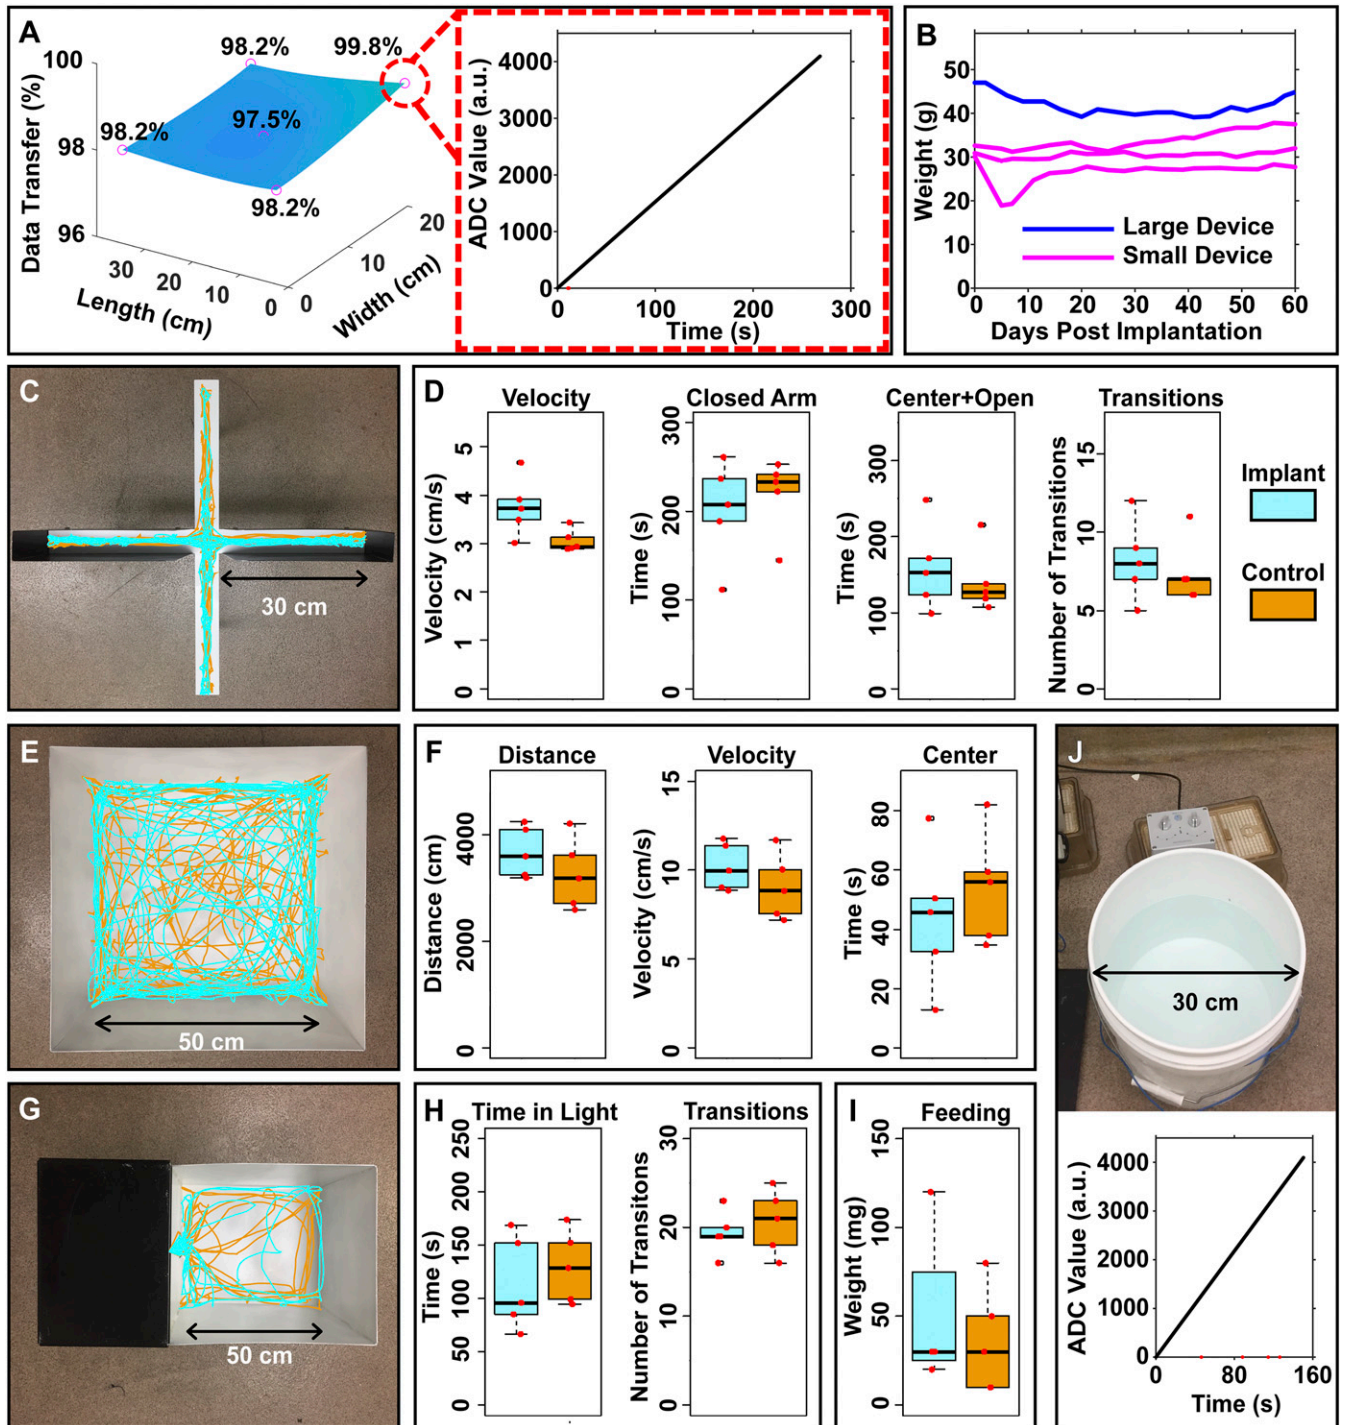 A
98.2%
99.8%
98.2%
97.5%
98.2%
Data Transfer (%)
100
98
96
30
20
10
0
Length (cm)
0
10
20
Width (cm)
ADC Value (a.u.)
4000
3000
2000
1000
0
0
100
200
300
Time (s)
B
Weight (g)
50
40
30
20
10
0
Large Device
Small Device
0
10
20
30
40
50
60
Days Post Implantation
C
30 cm
D
Velocity
Velocity (cm/s)
5
4
3
2
1
0
Closed Arm
Time (s)
300
200
100
0
Center+Open
Time (s)
300
200
100
0
Transitions
Number of Transitions
15
10
5
0
Implant
Control
E
50 cm
F
Distance
Distance (cm)
4000
2000
0
Velocity
Velocity (cm/s)
15
10
5
0
Center
Time (s)
80
60
40
20
0
G
50 cm
H
Time in Light
Time (s)
250
200
150
100
50
0
Transitions
Number of Transitons
30
20
10
0
I
Feeding
Weight (mg)
150
100
50
0
J
30 cm
ADC Value (a.u.)
4000
3000
2000
1000
0
0
80
160
Time (s)